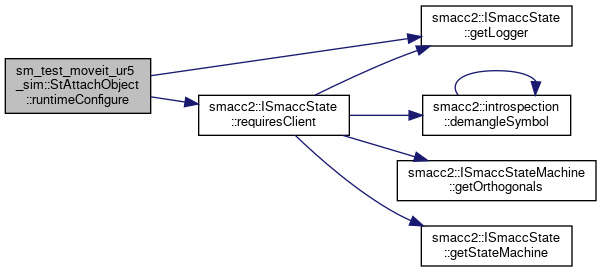 sm_test_moveit_ur5
_sim::StAttachObject
::runtimeConfigure
smacc2::ISmaccState
::requiresClient
smacc2::ISmaccState
::getLogger
smacc2::introspection
::demangleSymbol
smacc2::ISmaccStateMachine
::getOrthogonals
smacc2::ISmaccState
::getStateMachine